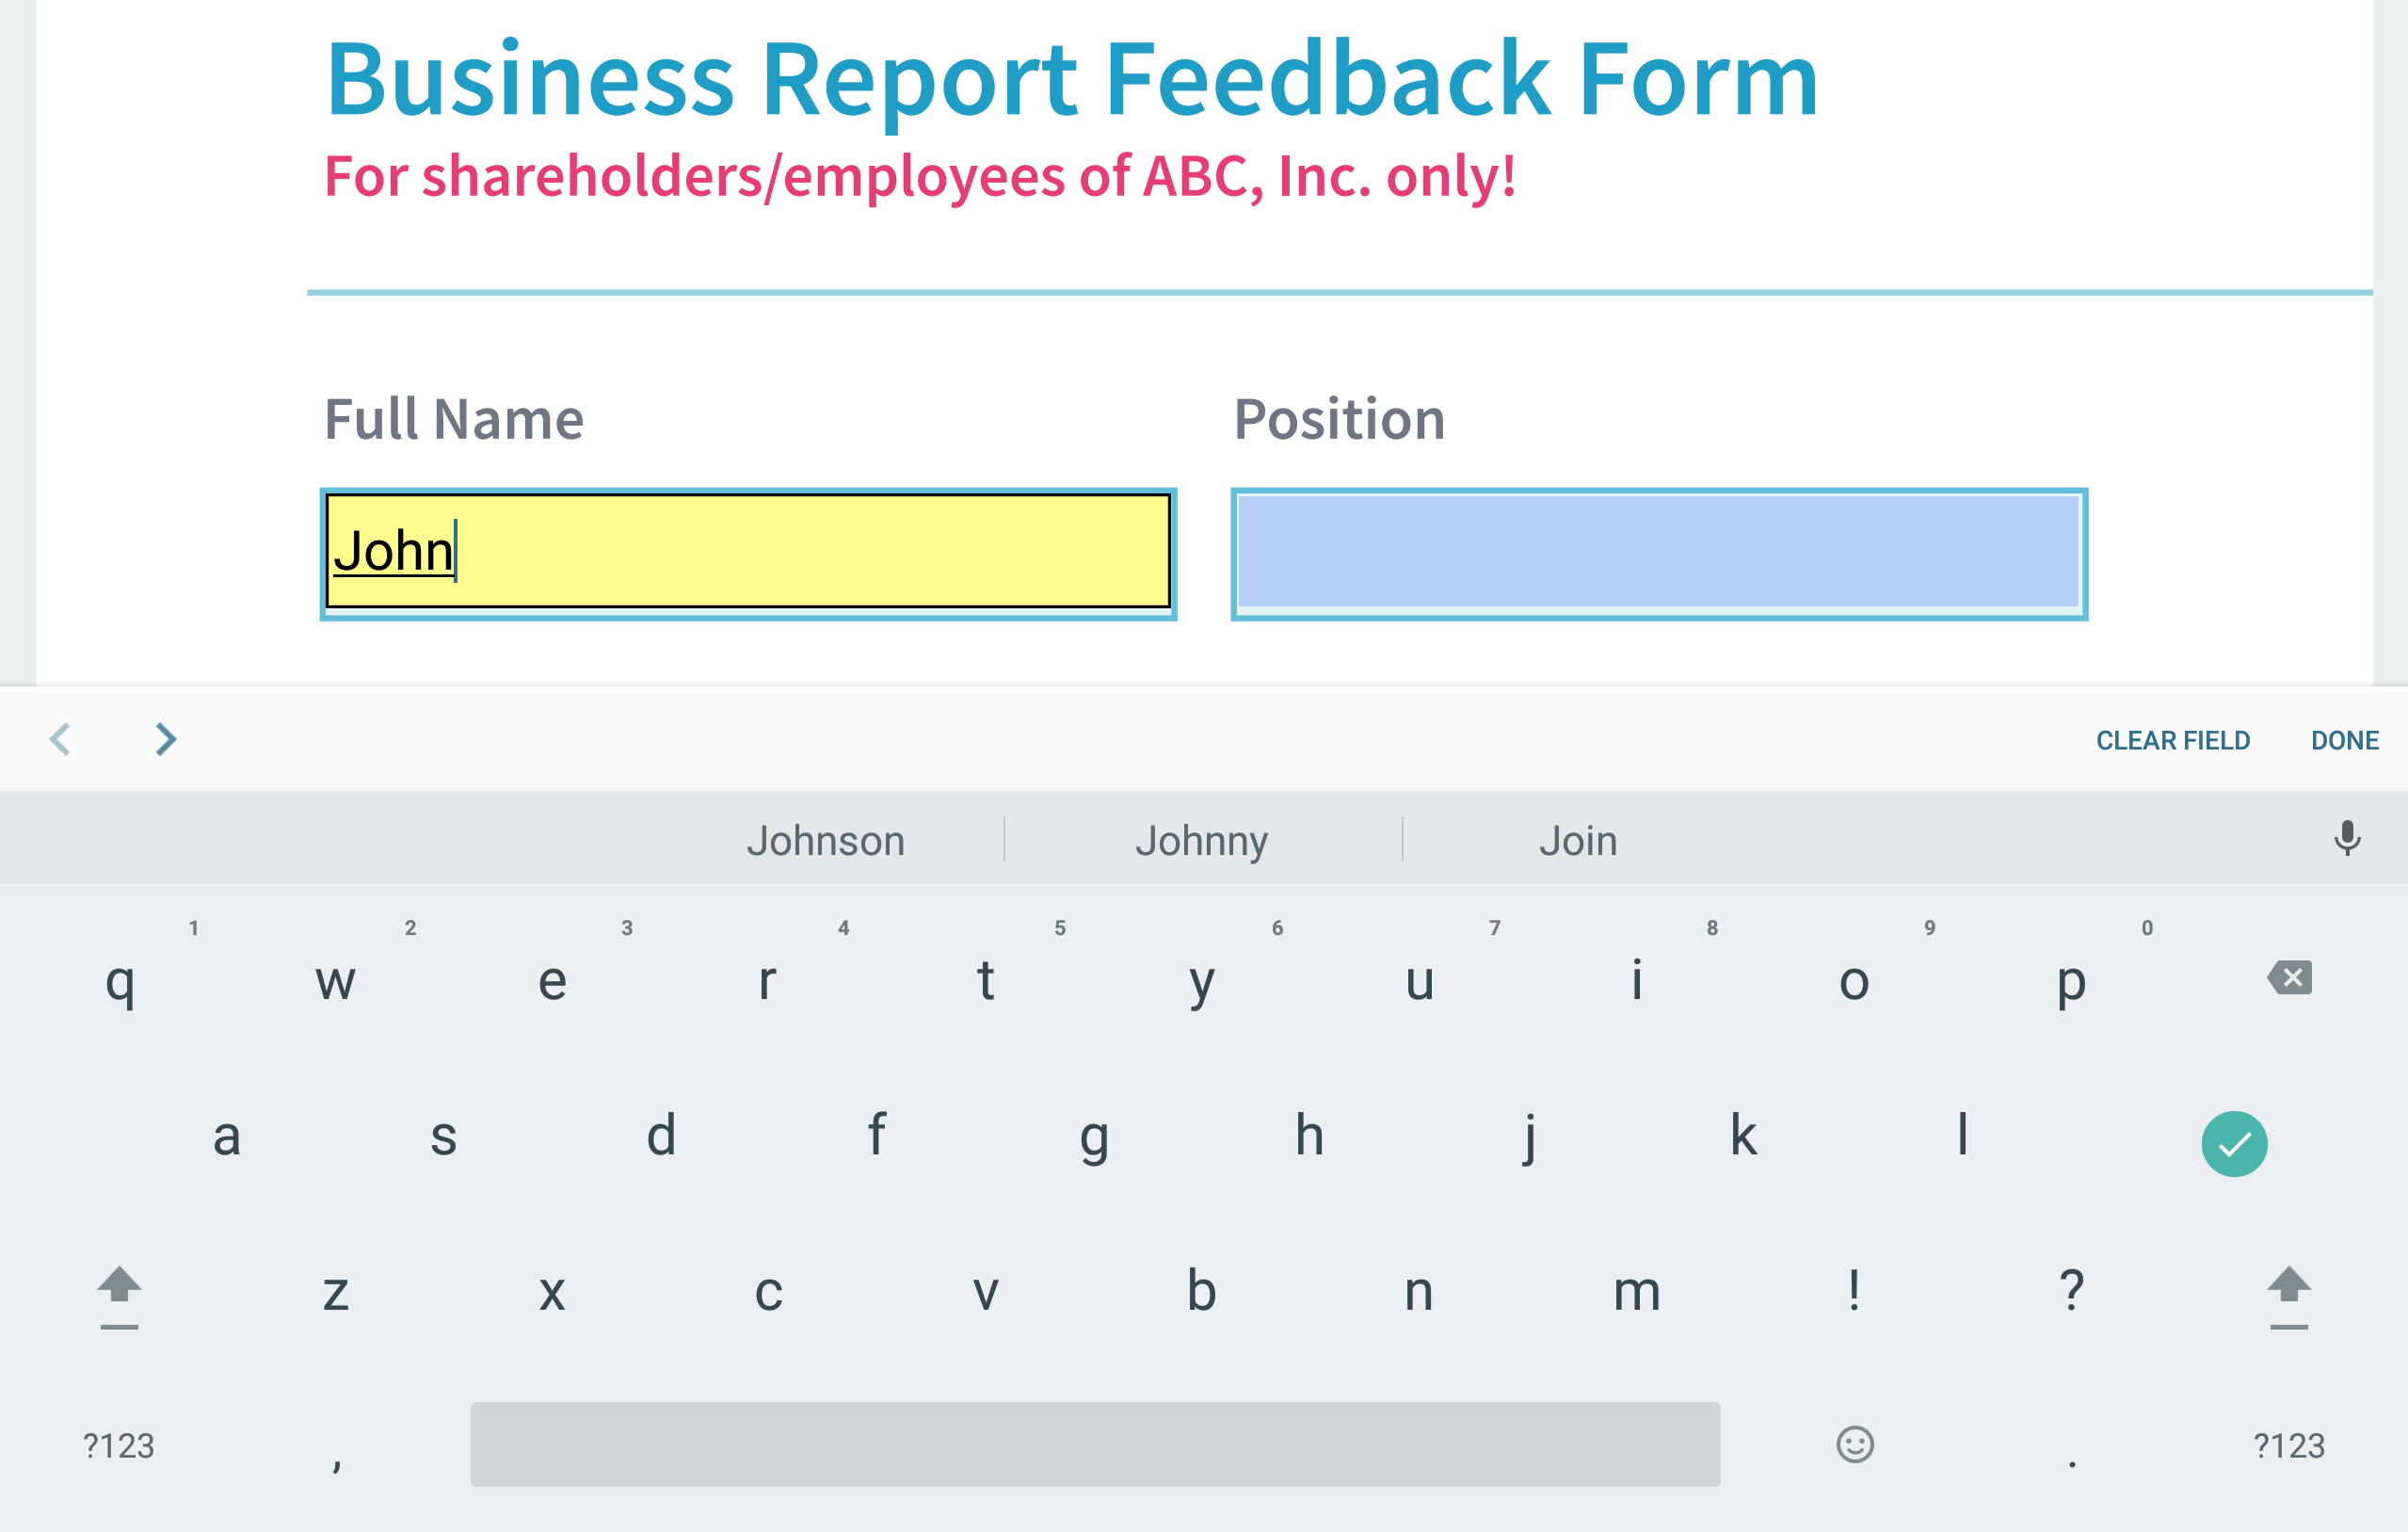 Business Report Feedback Form
For shareholders/employees of ABC, Inc. only!
Full Name Position
John
CLEAR FIELD DONE
Johnson Johnny Join
1 2 3 4 5 6 7 8 9 0
q w e r t y u i o p
a s d f g h j k l
z x c v b n m ! ?
?123 , . ?123